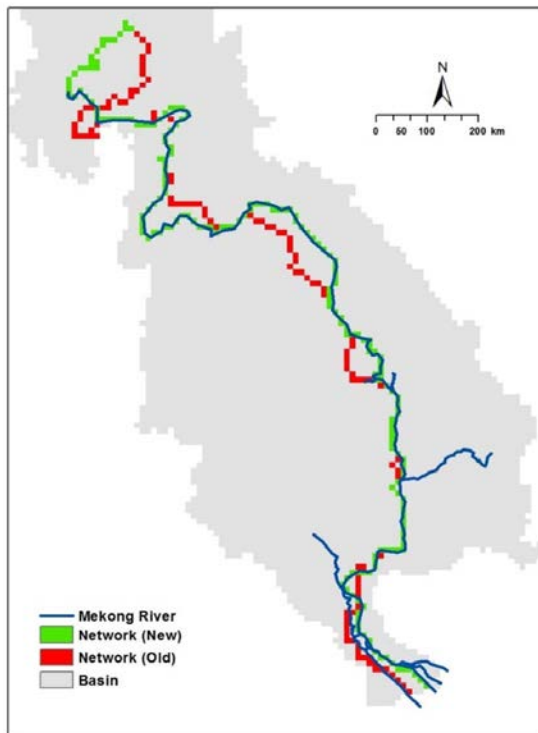 N
0 50 100 200 km
Mekong River
Network (New)
Network (Old)
Basin